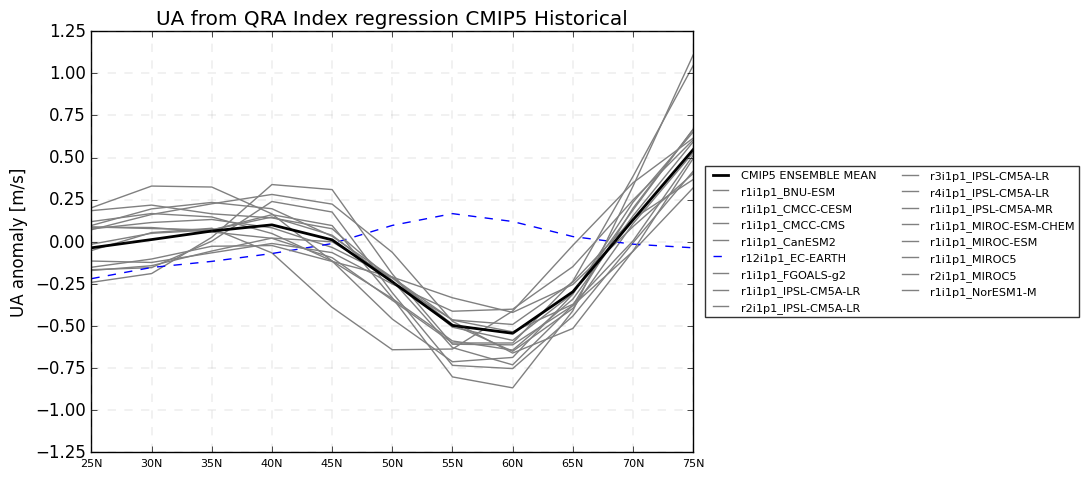 UA from QRA Index regression CMIP5 Historical
UA anomaly [m/s]
1.25
1.00
0.75
0.50
0.25
0.00
−0.25
−0.50
−0.75
−1.00
−1.25
25N 30N 35N 40N 45N 50N 55N 60N 65N 70N 75N
CMIP5 ENSEMBLE MEAN
r1i1p1_BNU-ESM
r1i1p1_CMCC-CESM
r1i1p1_CMCC-CMS
r1i1p1_CanESM2
r12i1p1_EC-EARTH
r1i1p1_FGOALS-g2
r1i1p1_IPSL-CM5A-LR
r2i1p1_IPSL-CM5A-LR
r3i1p1_IPSL-CM5A-LR
r4i1p1_IPSL-CM5A-LR
r1i1p1_IPSL-CM5A-MR
r1i1p1_MIROC-ESM-CHEM
r1i1p1_MIROC-ESM
r1i1p1_MIROC5
r2i1p1_MIROC5
r1i1p1_NorESM1-M